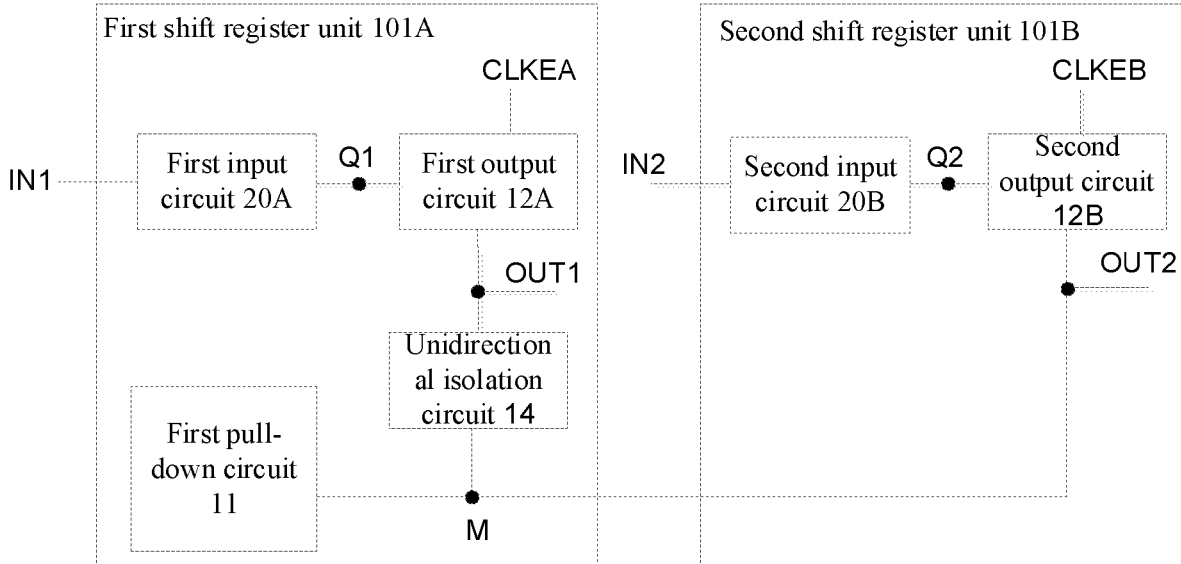 First shift register unit 101A
Second shift register unit 101B
CLKEA
CLKEB
IN1
First input
circuit 20A
Q1
First output
circuit 12A
IN2
Second input
circuit 20B
Q2
Second
output circuit
12B
OUT1
OUT2
Unidirection
al isolation
circuit 14
First pull-
down circuit
11
M